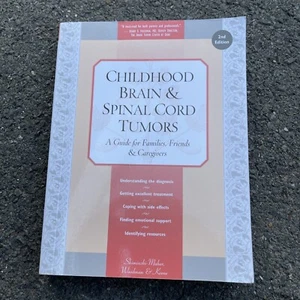 2nd
Edition
CHILDHOOD
BRAIN &
SPINAL CORD
TUMORS
A Guide for Families, Friends
& Caregivers
Understanding the diagnosis
Getting excellent treatment
Coping with side effects
Finding emotional support
Identifying resources